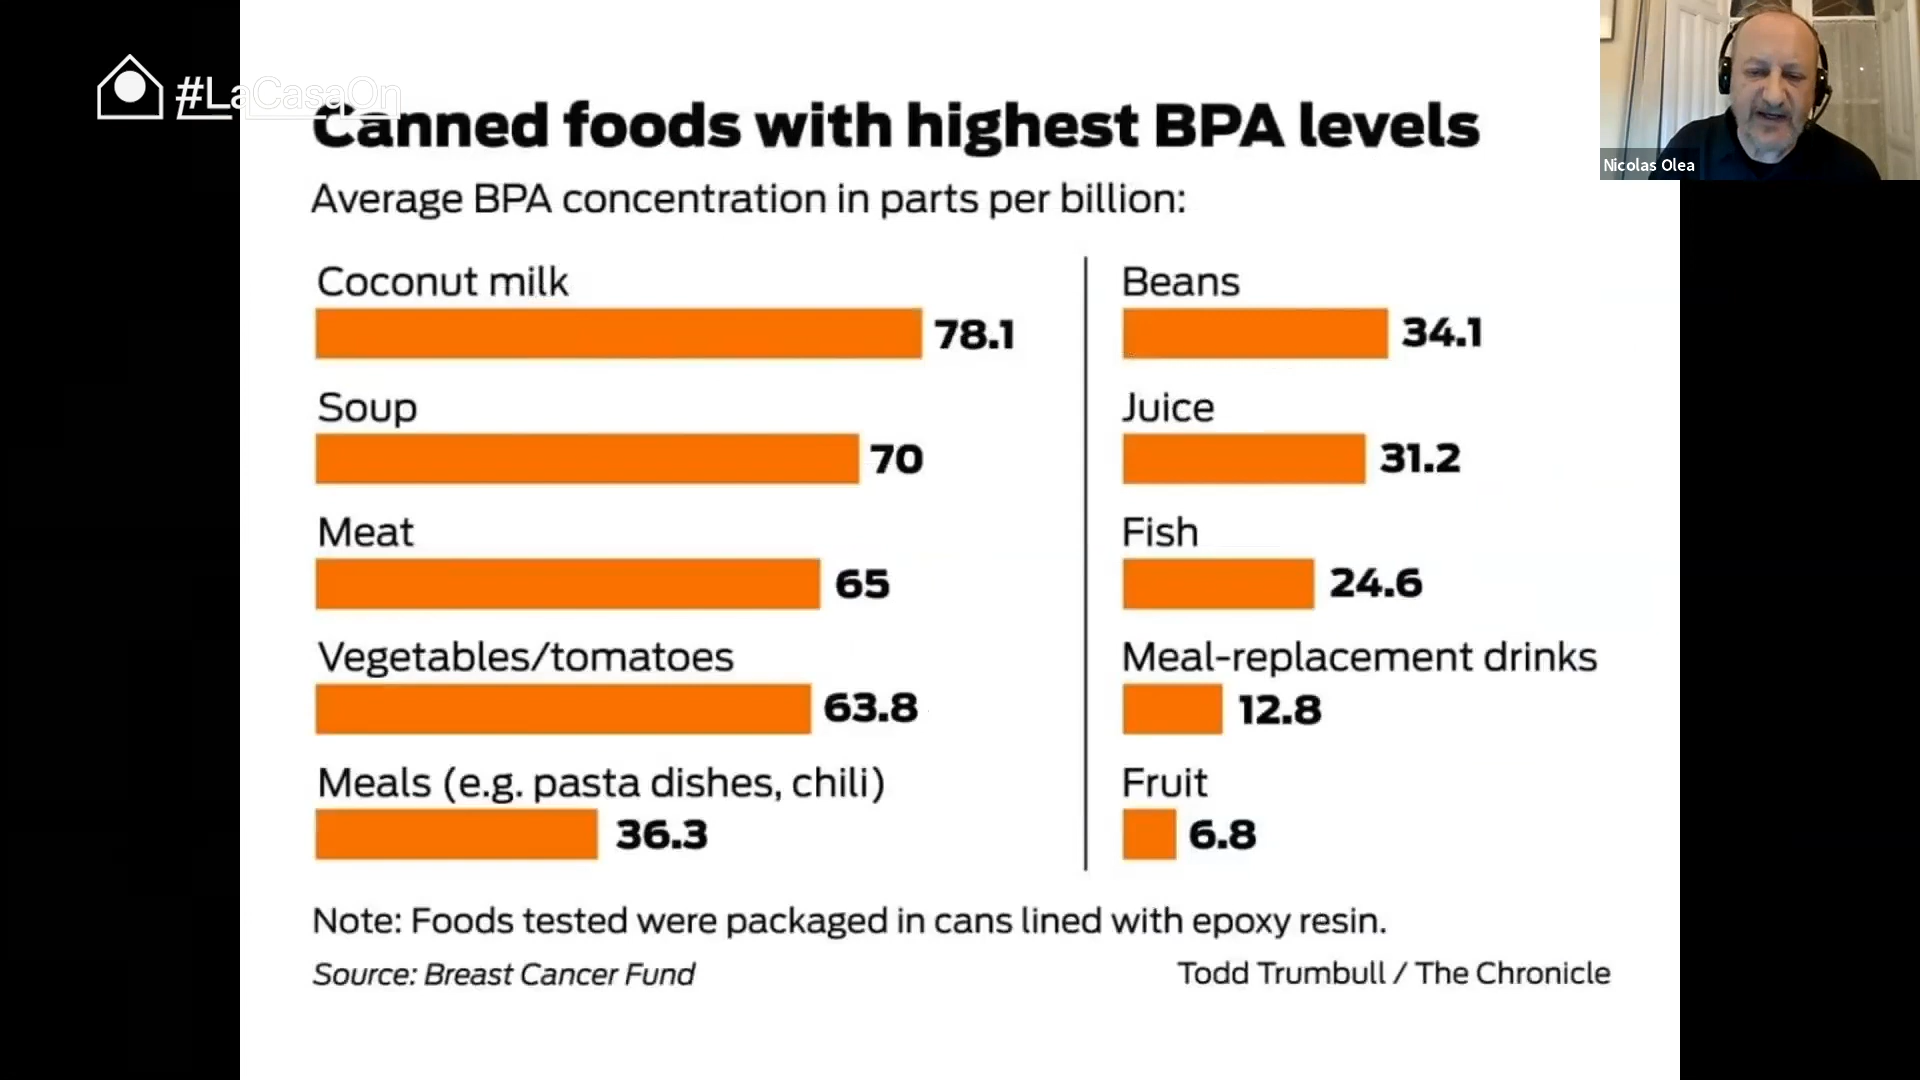 #LaCasaOn
Canned foods with highest BPA levels
Average BPA concentration in parts per billion:
Coconut milk
78.1
Soup
70
Meat
65
Vegetables/tomatoes
63.8
Meals (e.g. pasta dishes, chili)
36.3
Beans
34.1
Juice
31.2
Fish
24.6
Meal-replacement drinks
12.8
Fruit
6.8
Note: Foods tested were packaged in cans lined with epoxy resin.
Source: Breast Cancer Fund
Todd Trumbull / The Chronicle
Nicolas Olea